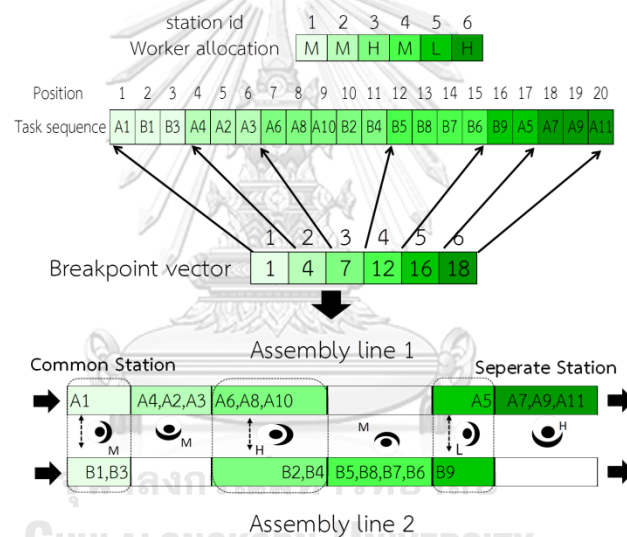 station id 1 2 3 4 5 6
Worker allocation M M H M L H
Position 1 2 3 4 5 6 7 8 9 10 11 12 13 14 15 16 17 18 19 20
Task sequence A1 B1 B3 A4 A2 A3 A6 A8 A10 B2 B4 B5 B8 B7 B6 B9 A5 A7 A9 A11
1 2 3 4 5 6
Breakpoint vector 1 4 7 12 16 18
Assembly line 1
Common Station Seperate Station
A1 A4,A2,A3 A6,A8,A10 A5 A7,A9,A11
M M H M L H
B1,B3 B2,B4 B5,B8,B7,B6 B9
Assembly line 2
CHULALONGKORN UNIVERSITY